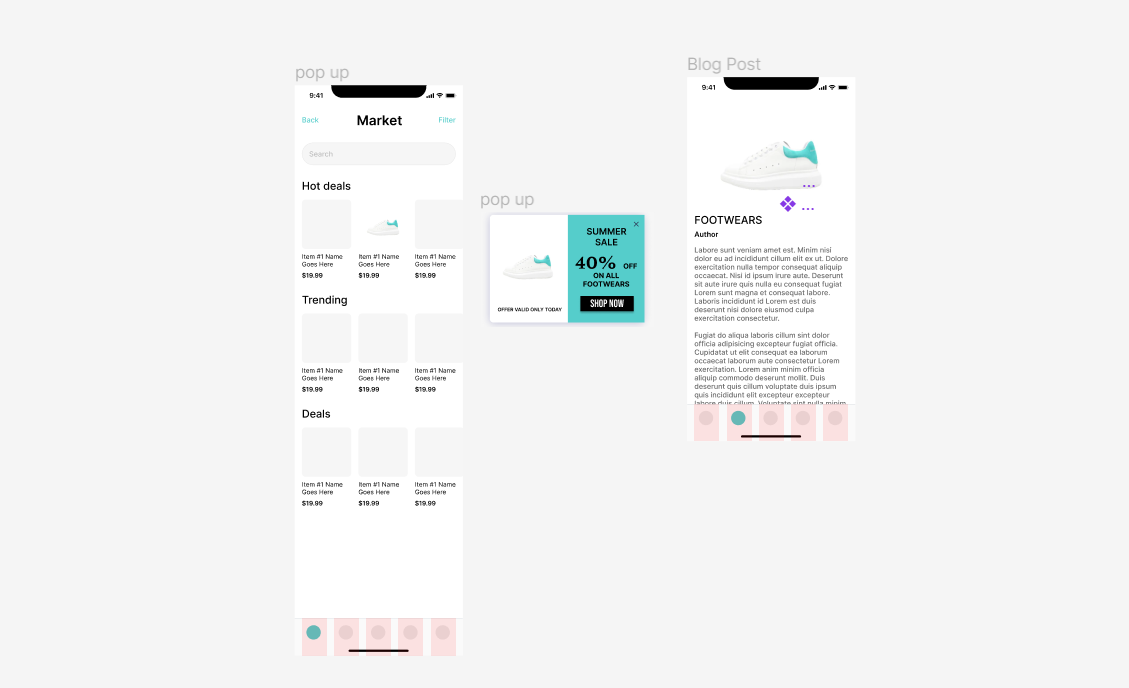 pop up
9:41
Back
Market
Filter
Search
Hot deals
Item #1 Name
Goes Here
$19.99
Item #1 Name
Goes Here
$19.99
Item #1 Name
Goes Here
$19.99
Trending
Item #1 Name
Goes Here
$19.99
Item #1 Name
Goes Here
$19.99
Item #1 Name
Goes Here
$19.99
Deals
Item #1 Name
Goes Here
$19.99
Item #1 Name
Goes Here
$19.99
Item #1 Name
Goes Here
$19.99
pop up
OFFER VALID ONLY TODAY
SUMMER
SALE
40% OFF
ON ALL
FOOTWEARS
SHOP NOW
Blog Post
9:41
FOOTWEARS
Author
Labore sunt veniam amet est. Minim nisi
dolor eu ad incididunt cillum elit ex ut. Dolore
exercitation nulla tempor consequat aliquip
occaecat. Nisi id ipsum irure aute. Deserunt
sit aute irure quis nulla eu consequat fugiat
Lorem sunt magna et consequat labore.
Laboris incididunt id Lorem est duis
deserunt nisi dolore eiusmod culpa
exercitation consectetur.
Fugiat do aliqua laboris cillum sint dolor
officia adipisicing excepteur fugiat officia.
Cupidatat ut elit consequat ea laborum
occaecat laborum aute consectetur Lorem
exercitation. Lorem anim minim officia
aliquip commodo deserunt mollit. Duis
deserunt quis cillum voluptate duis ipsum
quis incididunt elit excepteur excepteur
labore duis cillum. Voluptate sint nulla minim